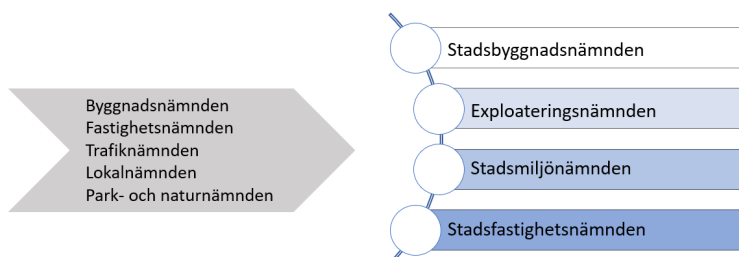 Byggnadsnämnden
Fastighetsnämnden
Trafiknämnden
Lokalnämnden
Park- och naturnämnden
Stadsbyggnadsnämnden
Exploateringsnämnden
Stadsmiljönämnden
Stadsfastighetsnämnden